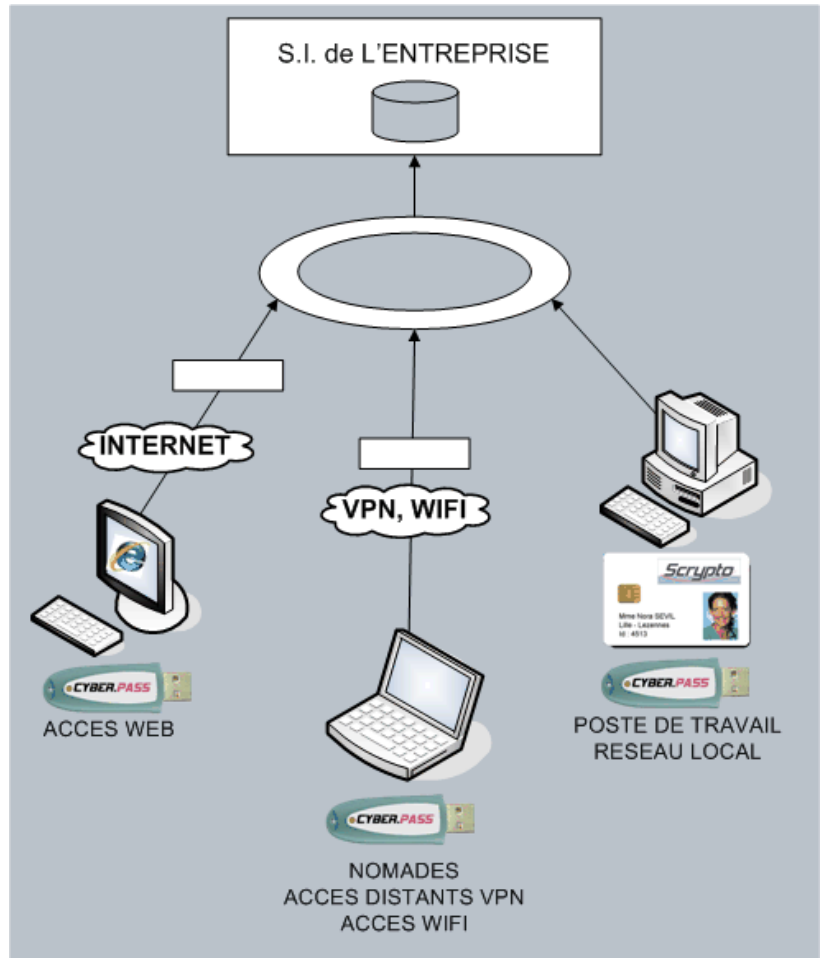 S.I. de L'ENTREPRISE
INTERNET
VPN, WIFI
Scrypto
Mme Nora SEVIL
Lille - Lezennes
Id : 4513
CYBER.PASS
ACCES WEB
CYBER.PASS
POSTE DE TRAVAIL
RESEAU LOCAL
CYBER.PASS
NOMADES
ACCES DISTANTS VPN
ACCES WIFI